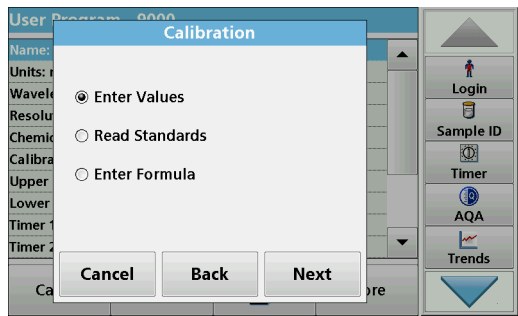 User Program 9000
Calibration
Name:
Units:
Wavele
Resolu
Chemic
Calibra
Upper
Lower
Timer 1
Timer 2
Enter Values
Read Standards
Enter Formula
Cancel
Back
Next
Ca
ore
Login
Sample ID
Timer
AQA
Trends